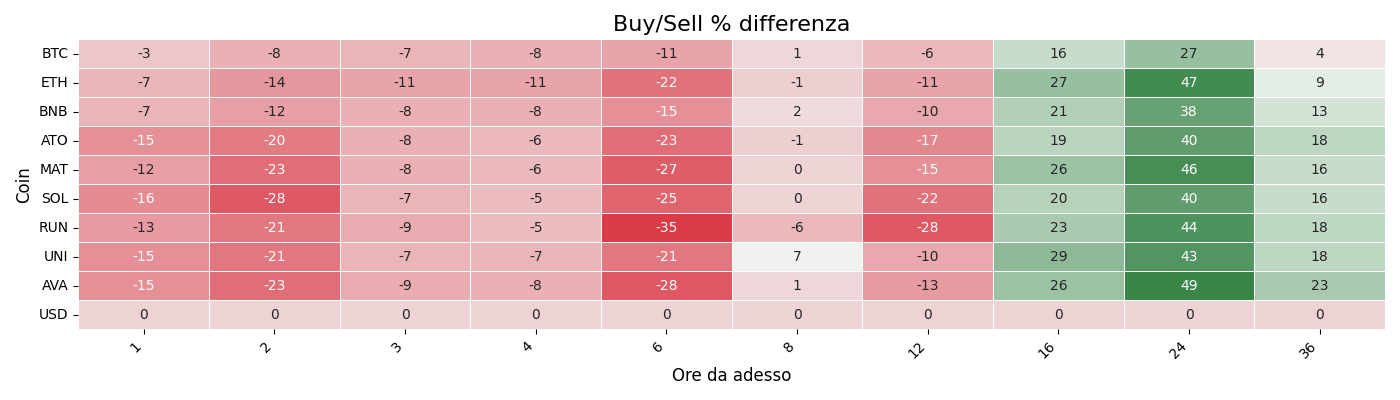 Buy/Sell % differenza
Coin
BTC -3 -8 -7 -8 -11 1 -6 16 27 4
ETH -7 -14 -11 -11 -22 -1 -11 27 47 9
BNB -7 -12 -8 -8 -15 2 -10 21 38 13
ATO -15 -20 -8 -6 -23 -1 -17 19 40 18
MAT -12 -23 -8 -6 -27 0 -15 26 46 16
SOL -16 -28 -7 -5 -25 0 -22 20 40 16
RUN -13 -21 -9 -5 -35 -6 -28 23 44 18
UNI -15 -21 -7 -7 -21 7 -10 29 43 18
AVA -15 -23 -9 -8 -28 1 -13 26 49 23
USD 0 0 0 0 0 0 0 0 0 0
1 2 3 4 6 8 12 16 24 36
Ore da adesso